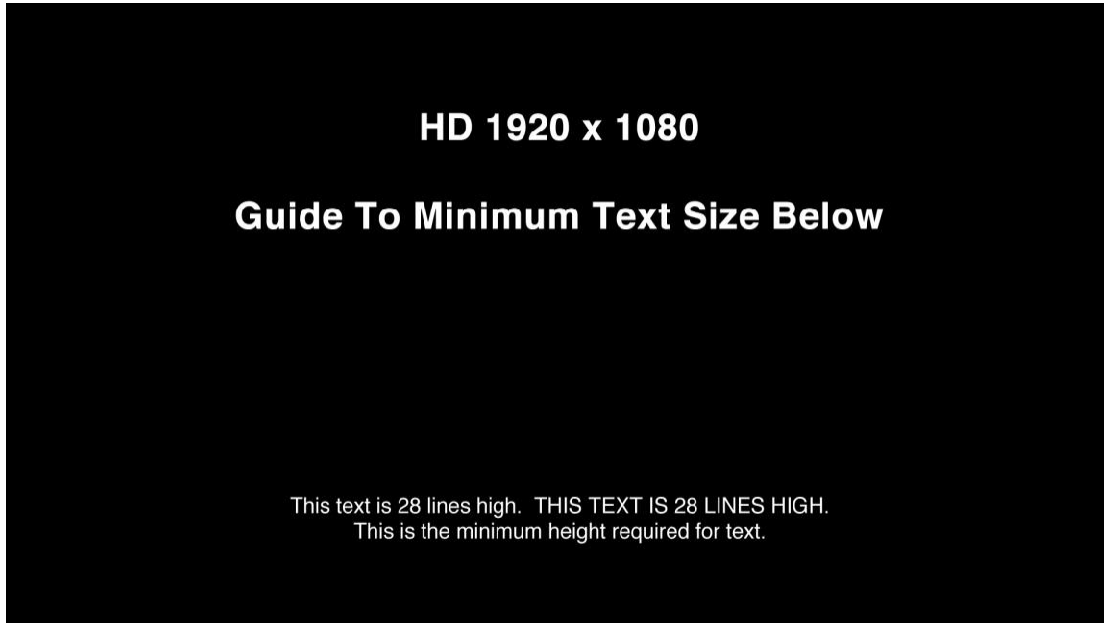 HD 1920 x 1080
Guide To Minimum Text Size Below
This text is 28 lines high.  THIS TEXT IS 28 LINES HIGH.
This is the minimum height required for text.